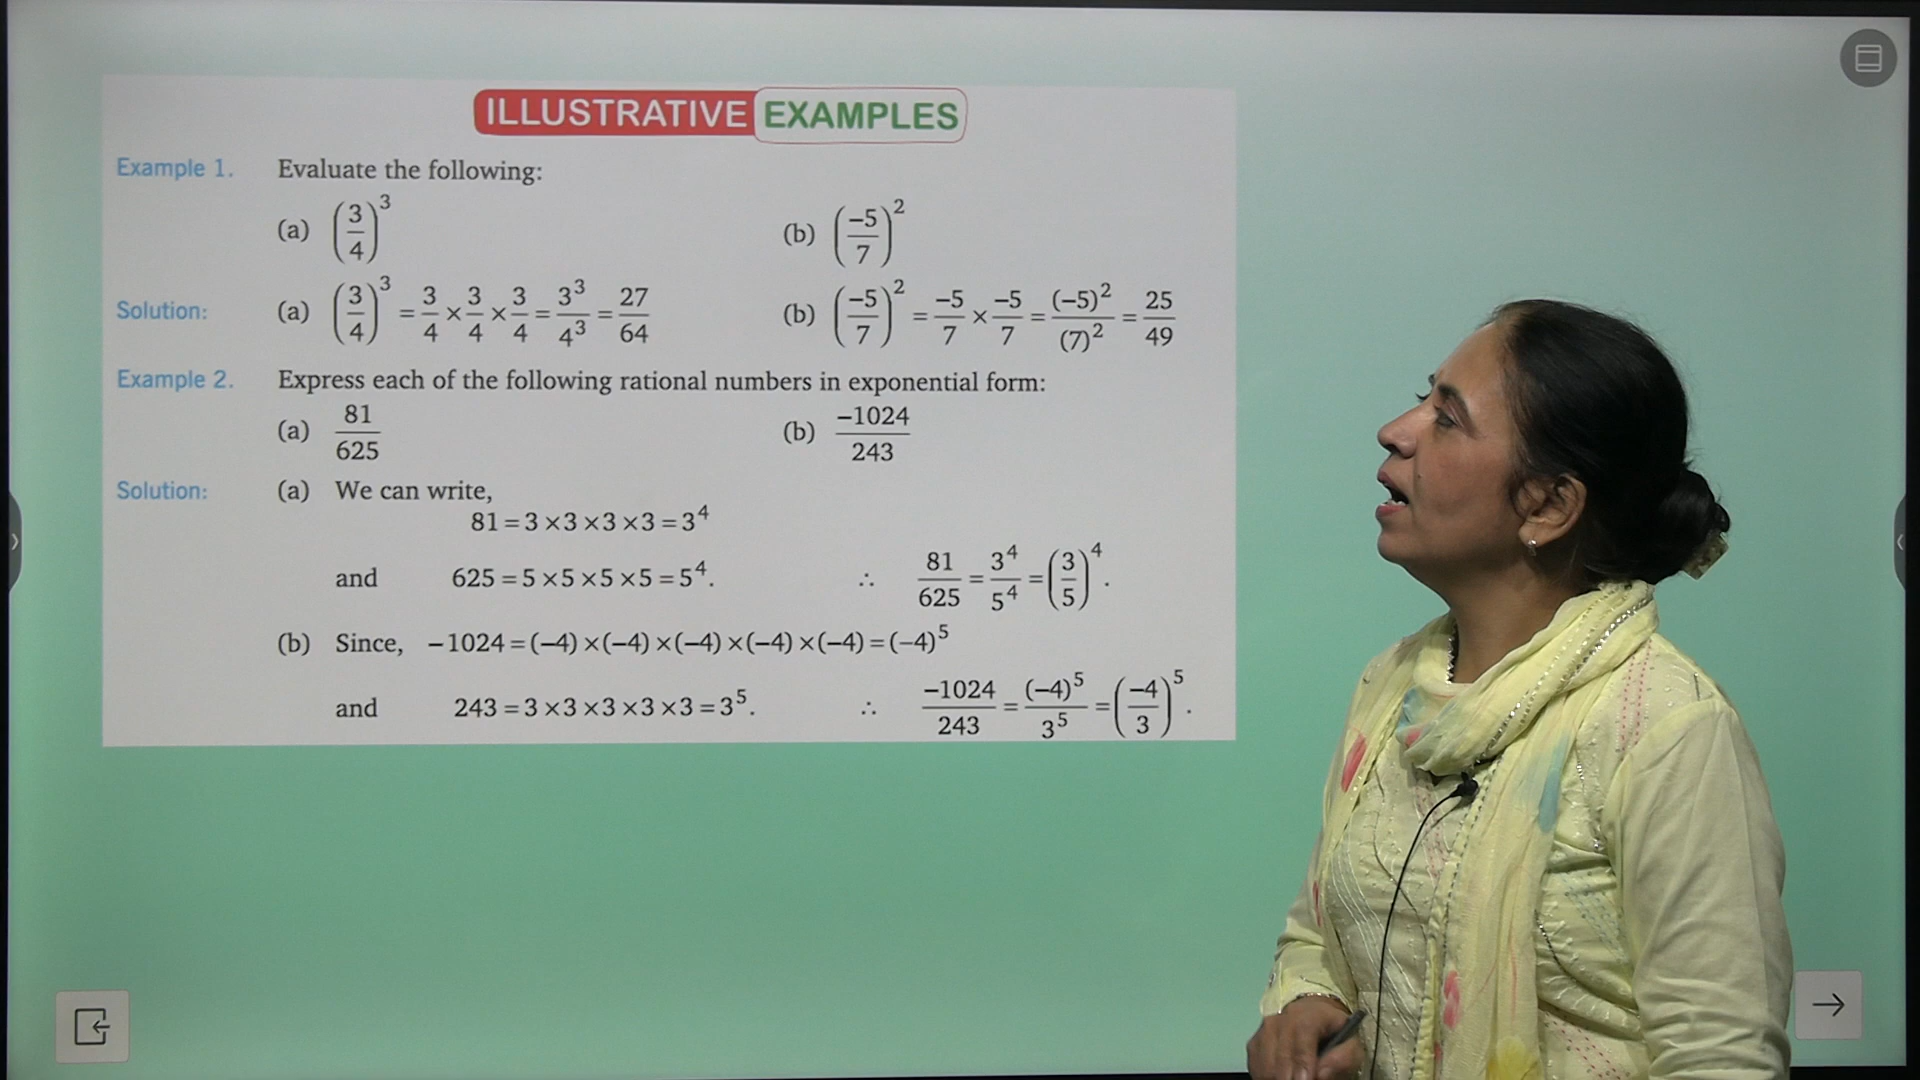 ILLUSTRATIVE EXAMPLES
Example 1. Evaluate the following:
(a) (3/4)^3 (b) (−5/7)^2
Solution: (a) (3/4)^3 = 3/4 × 3/4 × 3/4 = 3^3/4^3 = 27/64 (b) (−5/7)^2 = −5/7 × −5/7 = (−5)^2/(7)^2 = 25/49
Example 2. Express each of the following rational numbers in exponential form:
(a) 81/625 (b) −1024/243
Solution: (a) We can write,
81 = 3 × 3 × 3 × 3 = 3^4
and 625 = 5 × 5 × 5 × 5 = 5^4. ∴ 81/625 = 3^4/5^4 = (3/5)^4.
(b) Since, −1024 = (−4) × (−4) × (−4) × (−4) × (−4) = (−4)^5
and 243 = 3 × 3 × 3 × 3 × 3 = 3^5. ∴ −1024/243 = (−4)^5/3^5 = (−4/3)^5.